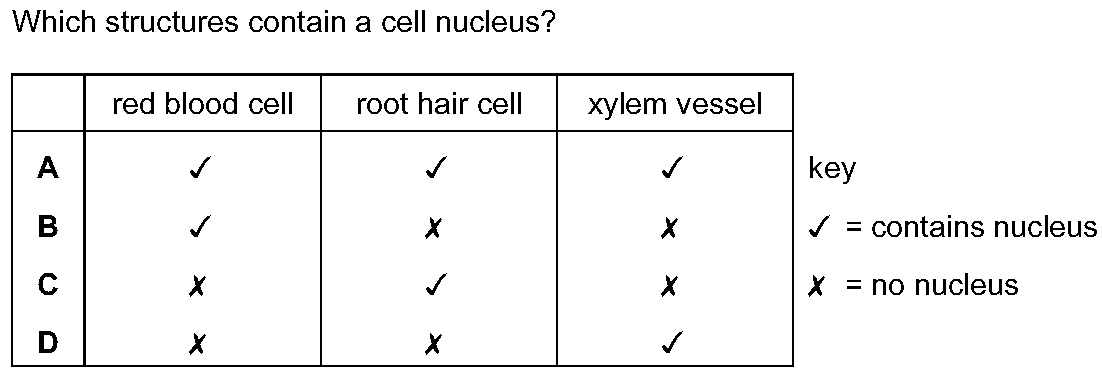 Which structures contain a cell nucleus?
red blood cell root hair cell xylem vessel
A ✓ ✓ ✓ key
B ✓ ✗ ✗ ✓ = contains nucleus
C ✗ ✓ ✗ ✗ = no nucleus
D ✗ ✗ ✓